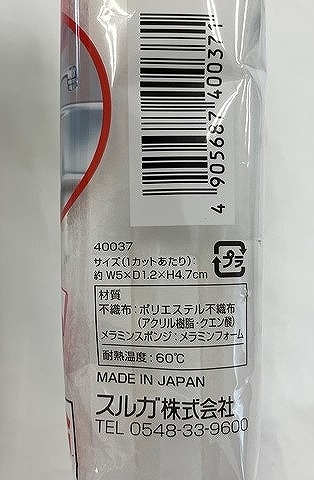 4 905687 400371
40037
サイズ(1カットあたり):
約 W5×D1.2×H4.7cm
プラ
材質
不織布:ポリエステル不織布
(アクリル樹脂・クエン酸)
メラミンスポンジ:メラミンフォーム
耐熱温度:60℃
MADE IN JAPAN
スルガ株式会社
TEL 0548-33-9600